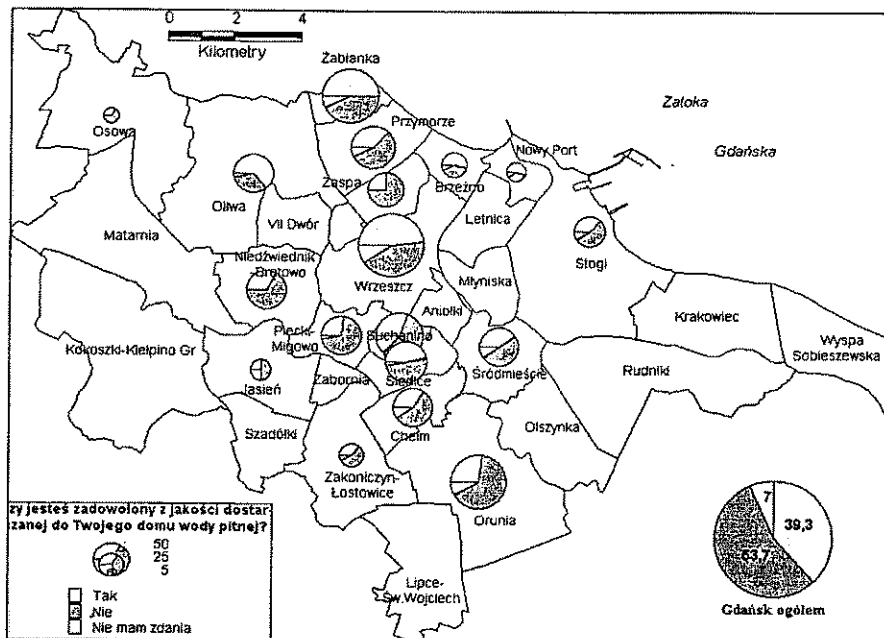 0 4
Kilometry
Żabianka
Zatoka
Osowa
Przymorze
Nowy Port
Gdańska
Zaspa
Brzeźno
Oliwa
VII Dwór
Letnica
Matarnia
Niedźwiednik
-Brętowo
Stogi
Wrzeszcz
Młyniska
Aniołki
Krakowiec
Kokoszki-Kiełpino Gr
Piecki-
Migowo
Suchanino
Wyspa
Sobieszewska
Jasień
Zabornia
Siedlce
Śródmieście
Rudniki
Szadółki
Chełm
Olszynka
Zakoniczyn-
Łostowice
Orunia
zy jesteś zadowolony z jakości dostar
zanej do Twojego domu wody pitnej?
50
25
5
Tak
Nie
Nie mam zdania
Lipce-
Św.Wojciech
7
39,3
53,7
Gdańsk ogółem